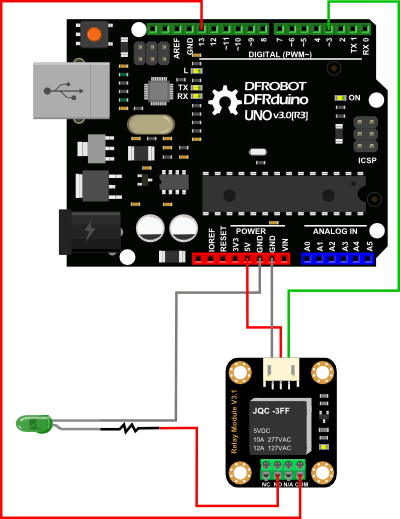 AREF
GND
13
12
~11
~10
~9
8
7
~6
~5
4
~3
2
TX 1
RX 0
DIGITAL (PWM~)
L
TX
RX
DFROBOT
DFRduino
UNO v3.0[R3]
ON
ICSP
IOREF
RESET
3V3
5V
GND
GND
VIN
POWER
ANALOG IN
A0
A1
A2
A3
A4
A5
Relay Module V3.1
JQC -3FF
5VDC
10A 277VAC
12A 127VAC
NC
NO
N/A
COM